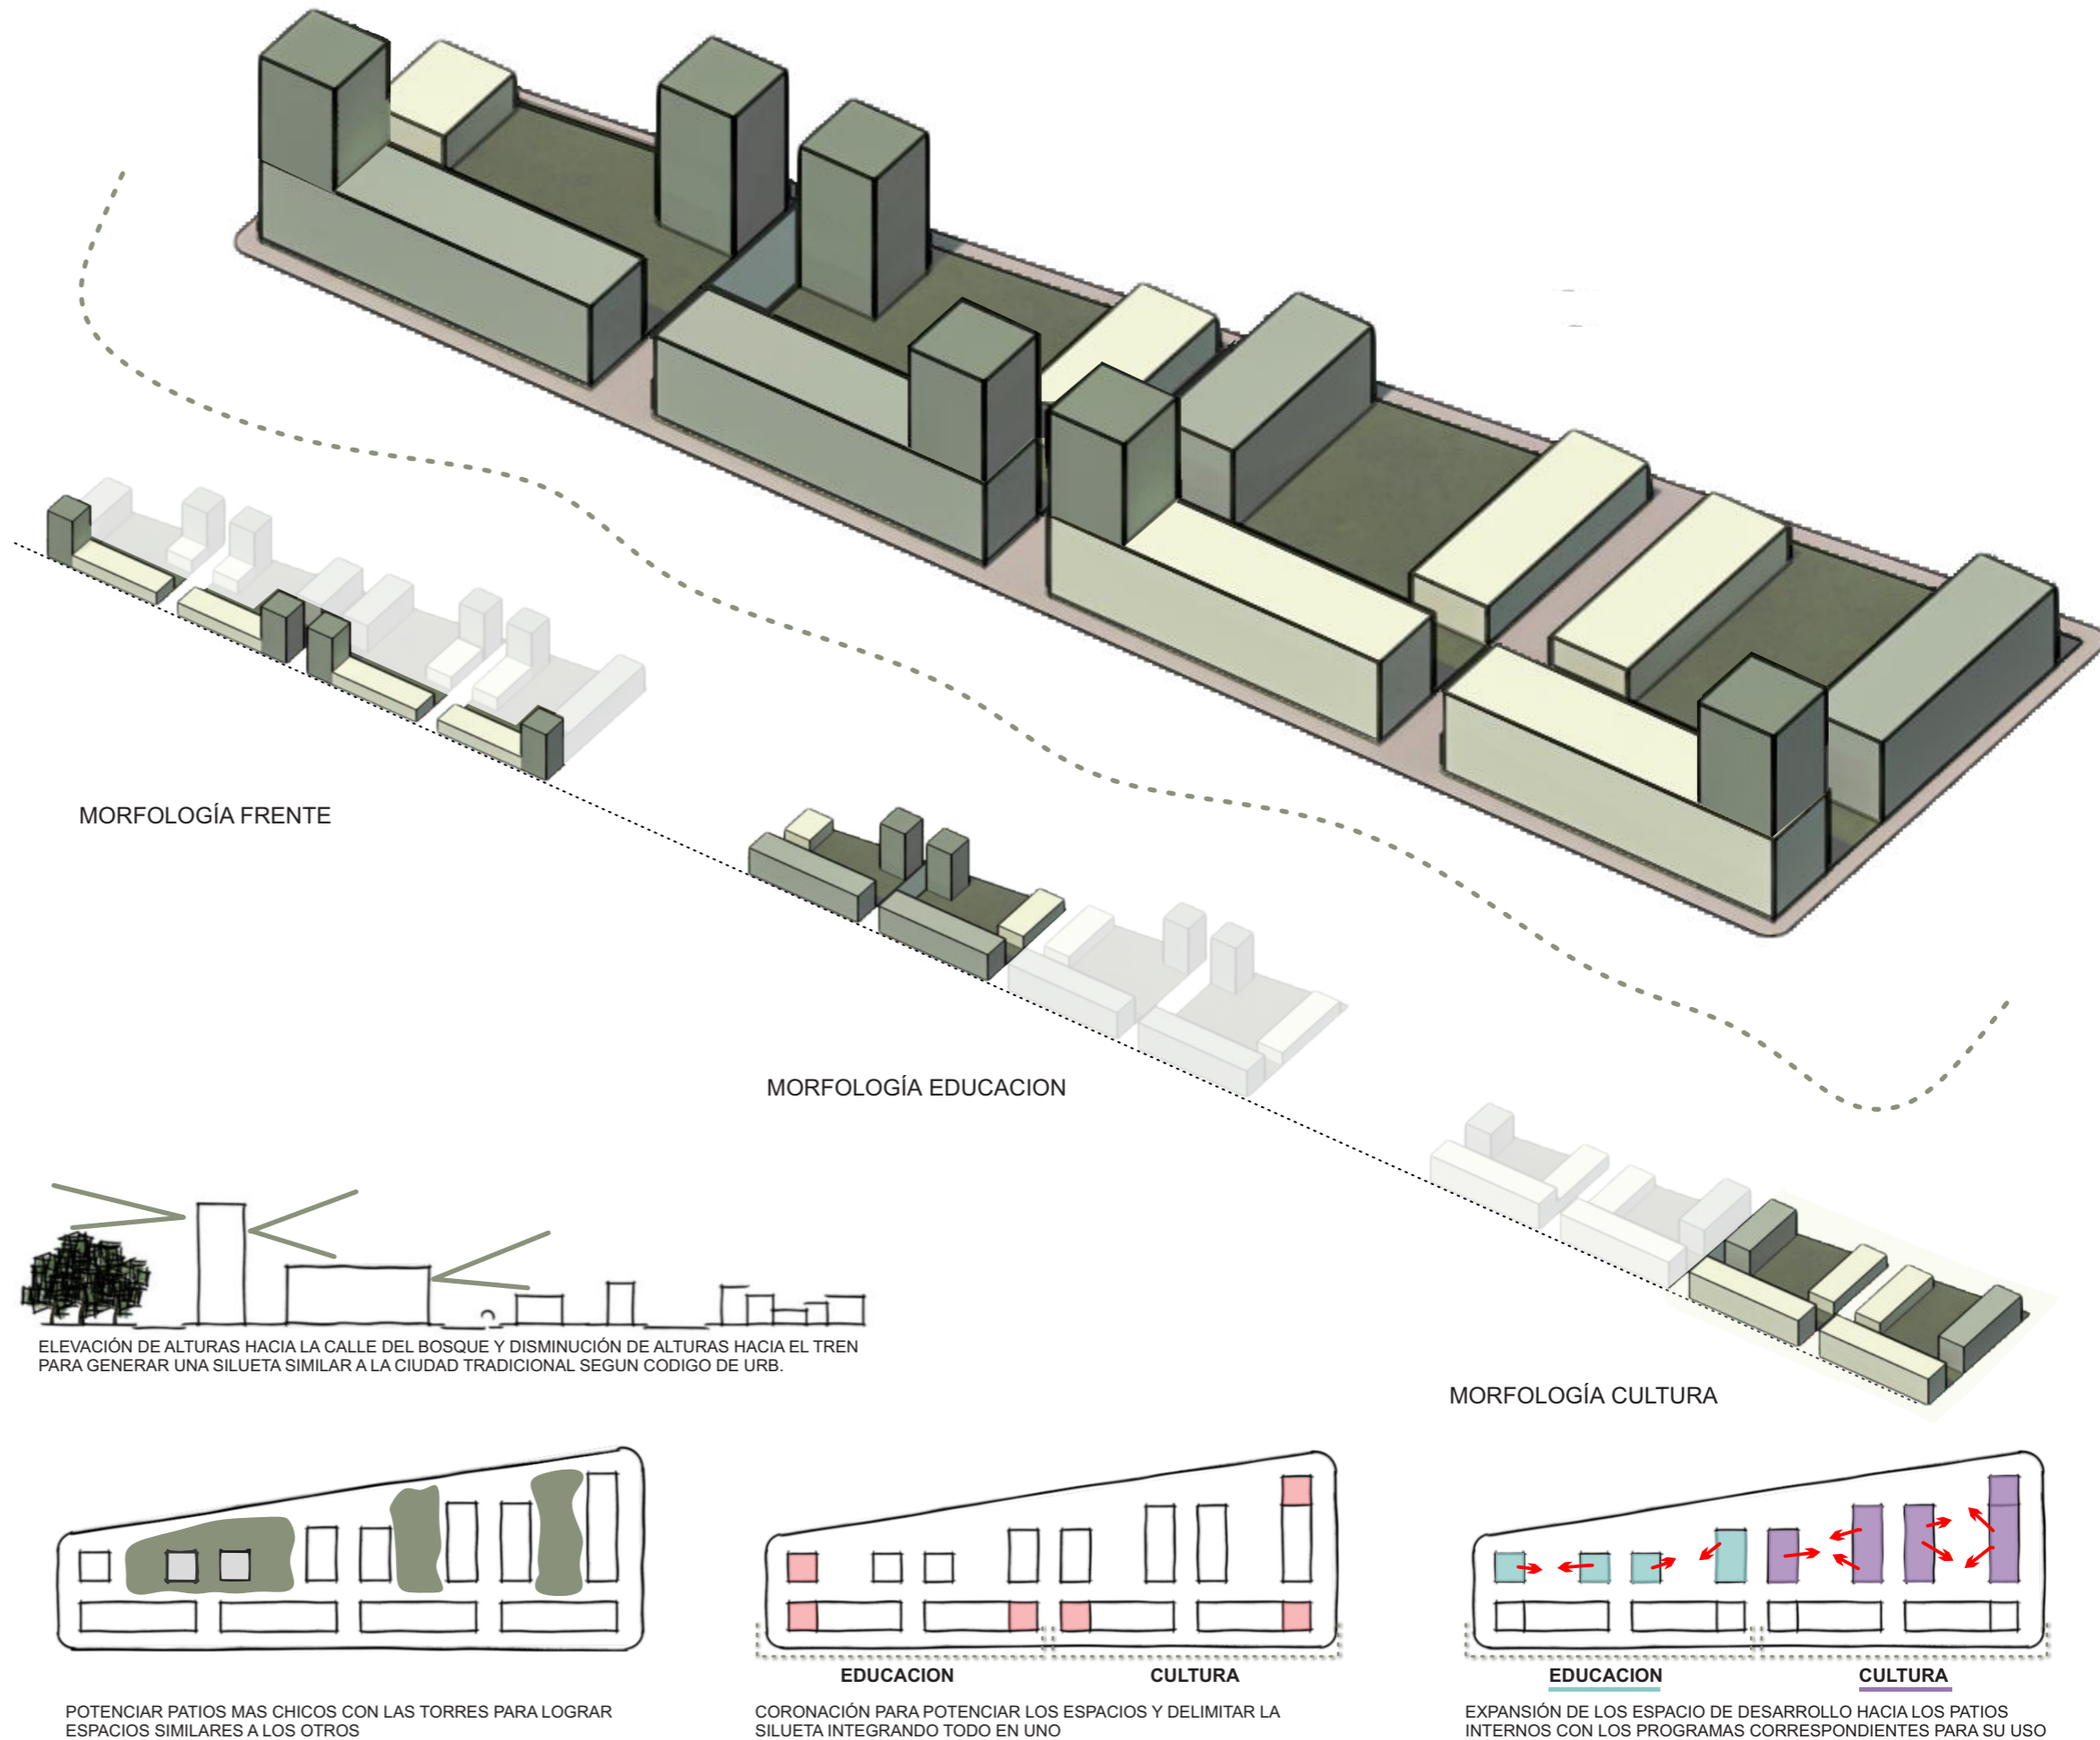 MORFOLOGÍA FRENTE
MORFOLOGÍA EDUCACION
MORFOLOGÍA CULTURA
ELEVACIÓN DE ALTURAS HACIA LA CALLE DEL BOSQUE Y DISMINUCIÓN DE ALTURAS HACIA EL TREN
PARA GENERAR UNA SILUETA SIMILAR A LA CIUDAD TRADICIONAL SEGUN CODIGO DE URB.
POTENCIAR PATIOS MAS CHICOS CON LAS TORRES PARA LOGRAR
ESPACIOS SIMILARES A LOS OTROS
EDUCACION
CULTURA
CORONACIÓN PARA POTENCIAR LOS ESPACIOS Y DELIMITAR LA
SILUETA INTEGRANDO TODO EN UNO
EDUCACION
CULTURA
EXPANSIÓN DE LOS ESPACIO DE DESARROLLO HACIA LOS PATIOS
INTERNOS CON LOS PROGRAMAS CORRESPONDIENTES PARA SU USO